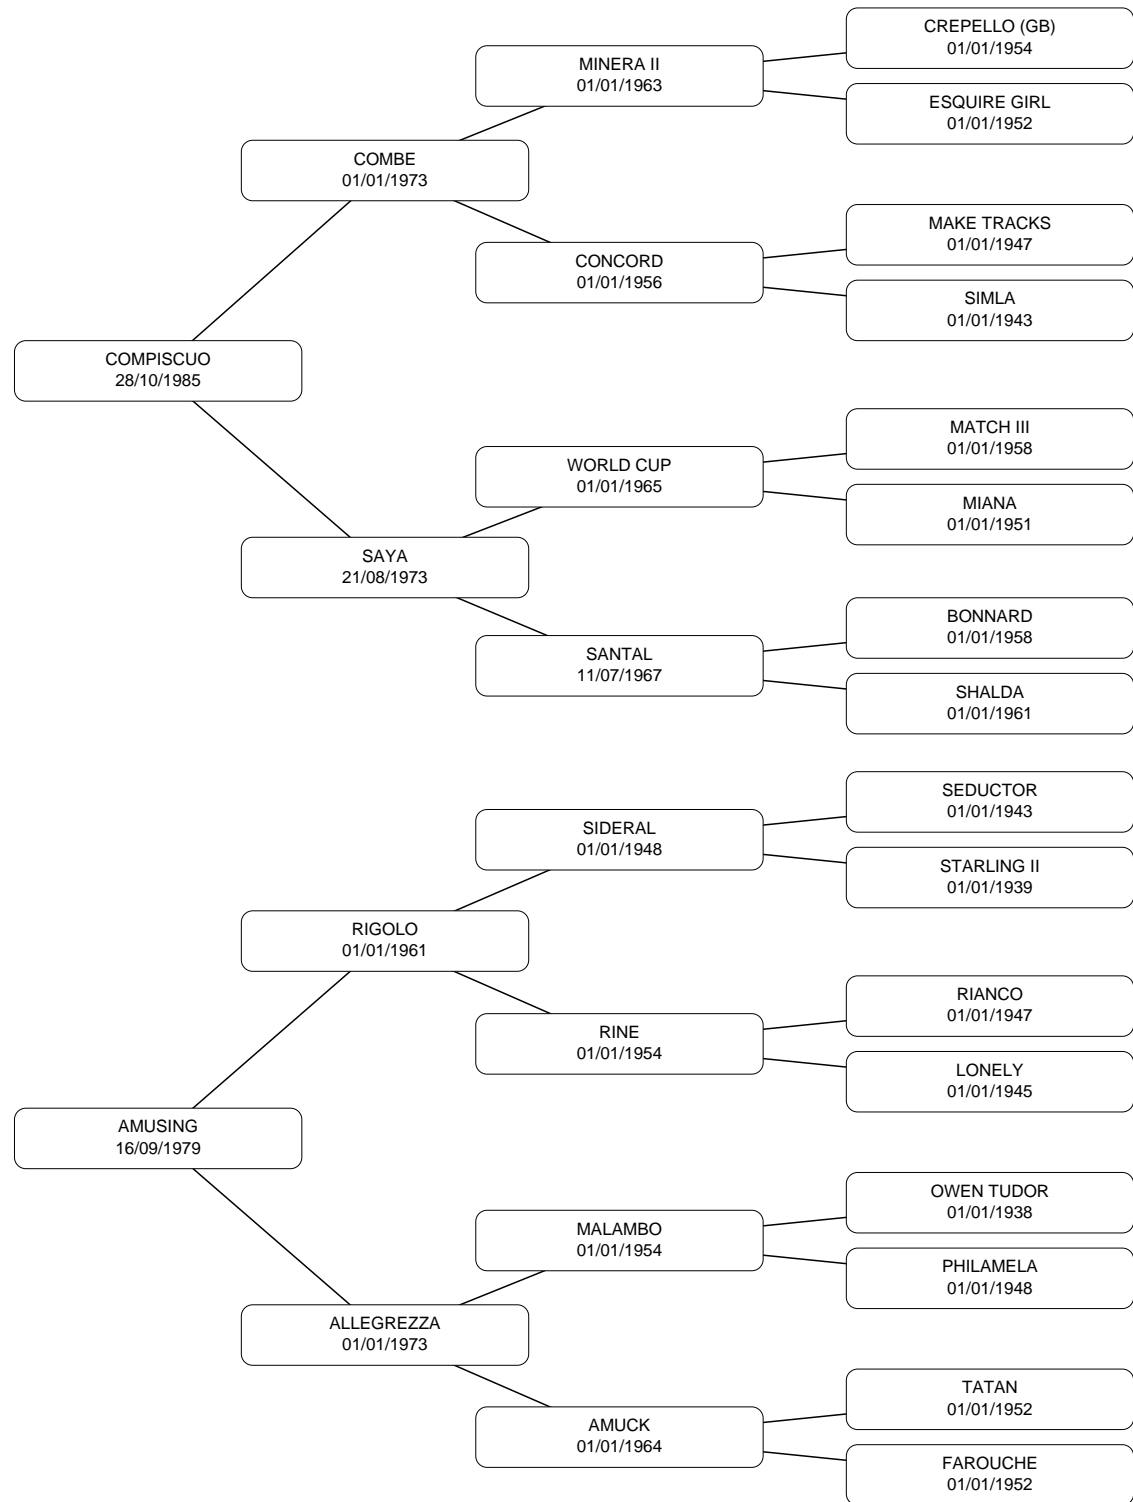 CREPELLO (GB)
01/01/1954
MINERA II
01/01/1963
ESQUIRE GIRL
01/01/1952
COMBE
01/01/1973
MAKE TRACKS
01/01/1947
CONCORD
01/01/1956
SIMLA
01/01/1943
COMPISCUO
28/10/1985
MATCH III
01/01/1958
WORLD CUP
01/01/1965
MIANA
01/01/1951
SAYA
21/08/1973
BONNARD
01/01/1958
SANTAL
11/07/1967
SHALDA
01/01/1961
SEDUCTOR
01/01/1943
SIDERAL
01/01/1948
STARLING II
01/01/1939
RIGOLO
01/01/1961
RIANCO
01/01/1947
RINE
01/01/1954
LONELY
01/01/1945
AMUSING
16/09/1979
OWEN TUDOR
01/01/1938
MALAMBO
01/01/1954
PHILAMELA
01/01/1948
ALLEGREZZA
01/01/1973
TATAN
01/01/1952
AMUCK
01/01/1964
FAROUCHE
01/01/1952